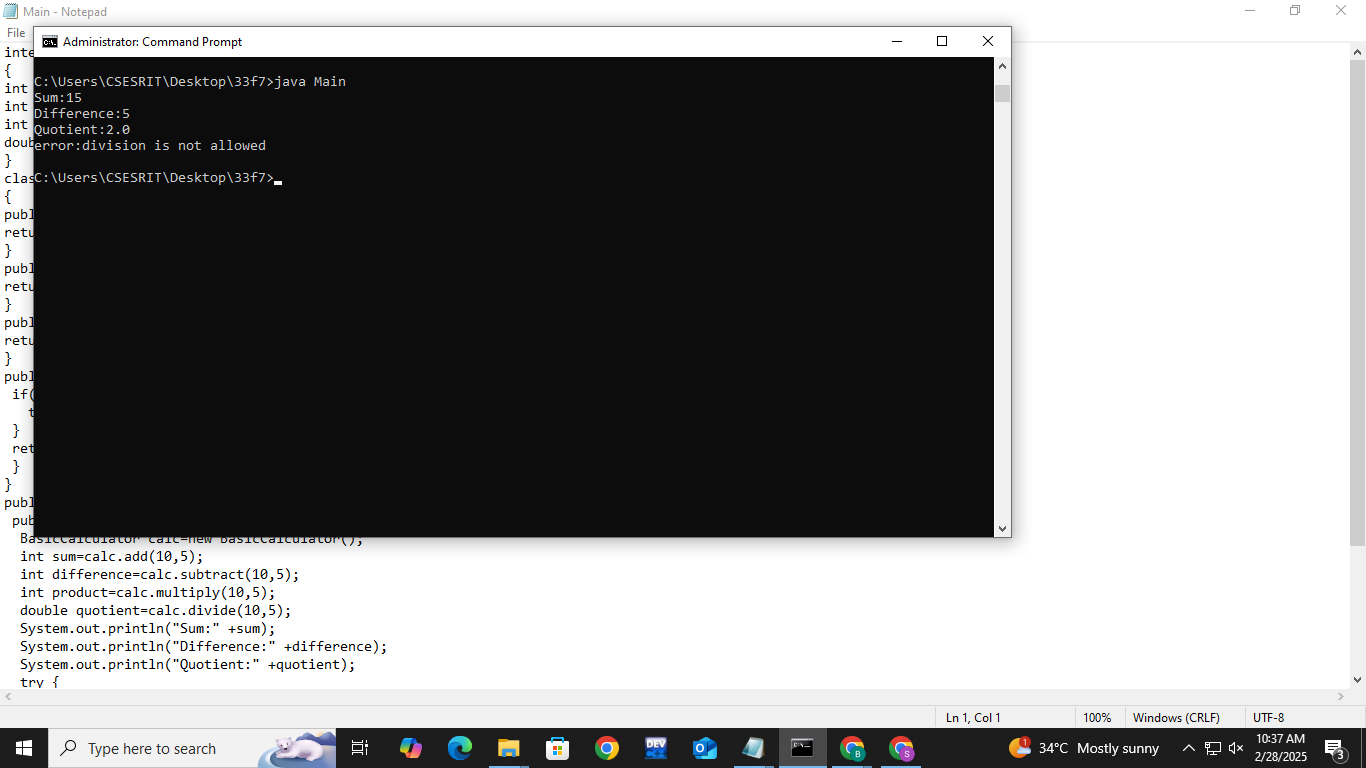 Main - Notepad
File
Administrator: Command Prompt
inte
{
int
int
int
doub
}
clas
{
publ
retu
}
publ
retu
}
publ
retu
}
publ
if(
t
}
ret
}
}
publ
pub
C:\Users\CSESRIT\Desktop\33f7>java Main
Sum:15
Difference:5
Quotient:2.0
error:division is not allowed
C:\Users\CSESRIT\Desktop\33f7>
BasicCalculator calc=new BasicCalculator();
int sum=calc.add(10,5);
int difference=calc.subtract(10,5);
int product=calc.multiply(10,5);
double quotient=calc.divide(10,5);
System.out.println("Sum:" +sum);
System.out.println("Difference:" +difference);
System.out.println("Quotient:" +quotient);
try {
Ln 1, Col 1
100%
Windows (CRLF)
UTF-8
Type here to search
DEV
B
S
1
34°C Mostly sunny
10:37 AM
2/28/2025
3